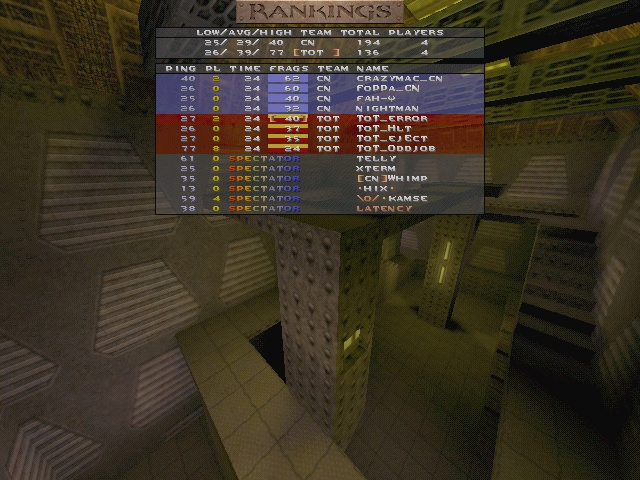 RANKINGS
LOW/AVG/HIGH TEAM TOTAL PLAYERS
25/ 29/ 40 CN 194 4
26/ 39/ 77 [TOT ] 136 4
PING PL TIME FRAGS TEAM NAME
40 2 24 62 CN CRAZYMAC_CN
26 0 24 60 FOPPA_CN
25 0 24 40 CN FAH-V
26 0 24 32 CN NIGHTMAN
27 2 24 [ 40] TOT TOT_ERROR
26 0 24 37 TOT TOT_HLT
27 0 24 35 TOT TOT_EJECT
77 8 24 24 TOT TOT_ODDJOB
61 0 SPECTATOR TELLY
25 0 SPECTATOR XTERM
35 0 SPECTATOR [CN]WHIMP
13 0 SPECTATOR ·HIX·
59 4 SPECTATOR \O/·KAMSE
38 0 SPECTATOR LATENCY